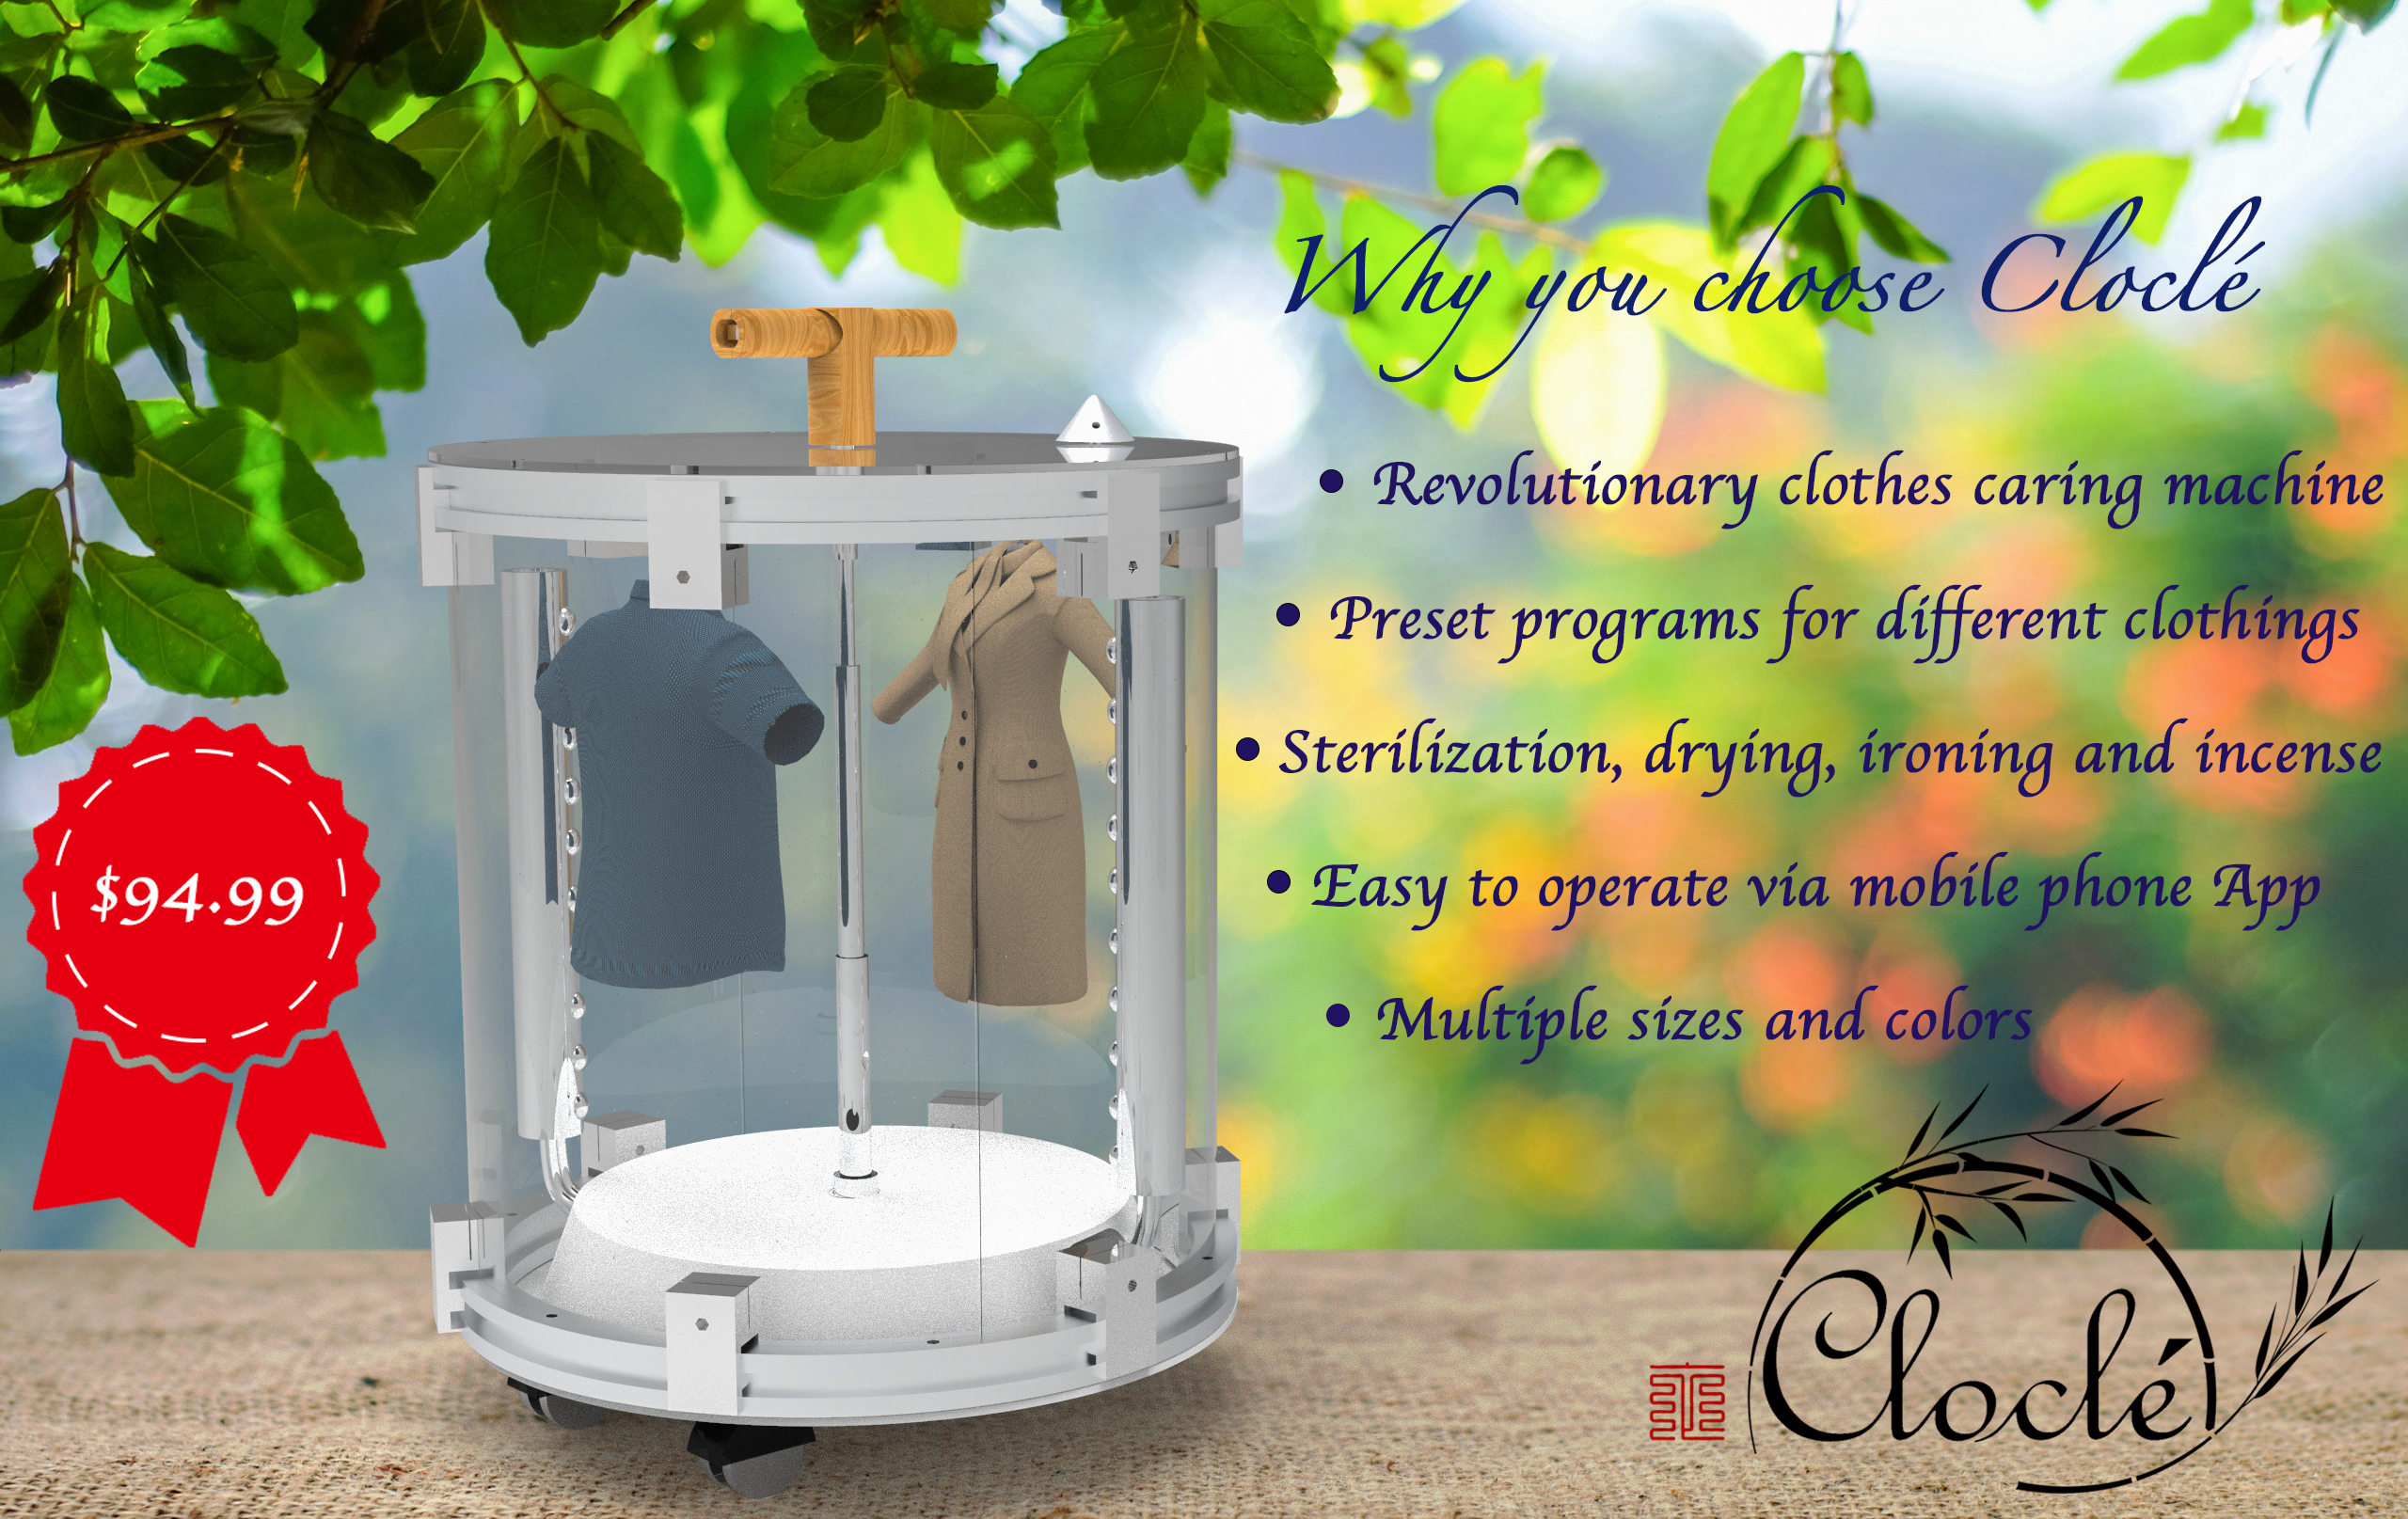 Why you choose Cloclé
• Revolutionary clothes caring machine
• Preset programs for different clothings
• Sterilization, drying, ironing and incense
• Easy to operate via mobile phone App
• Multiple sizes and colors
$94.99
Cloclé